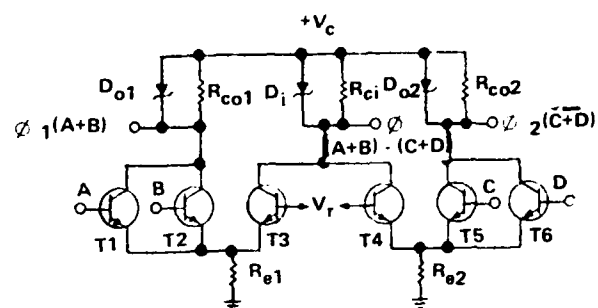 +Vc
Do1 Rco1 Di Rci Do2 Rco2
Ø 1(A+B) Ø Ø 2(C+D)
A+B) · (C+D)
A B Vr C D
T1 T2 T3 T4 T5 T6
Re1 Re2